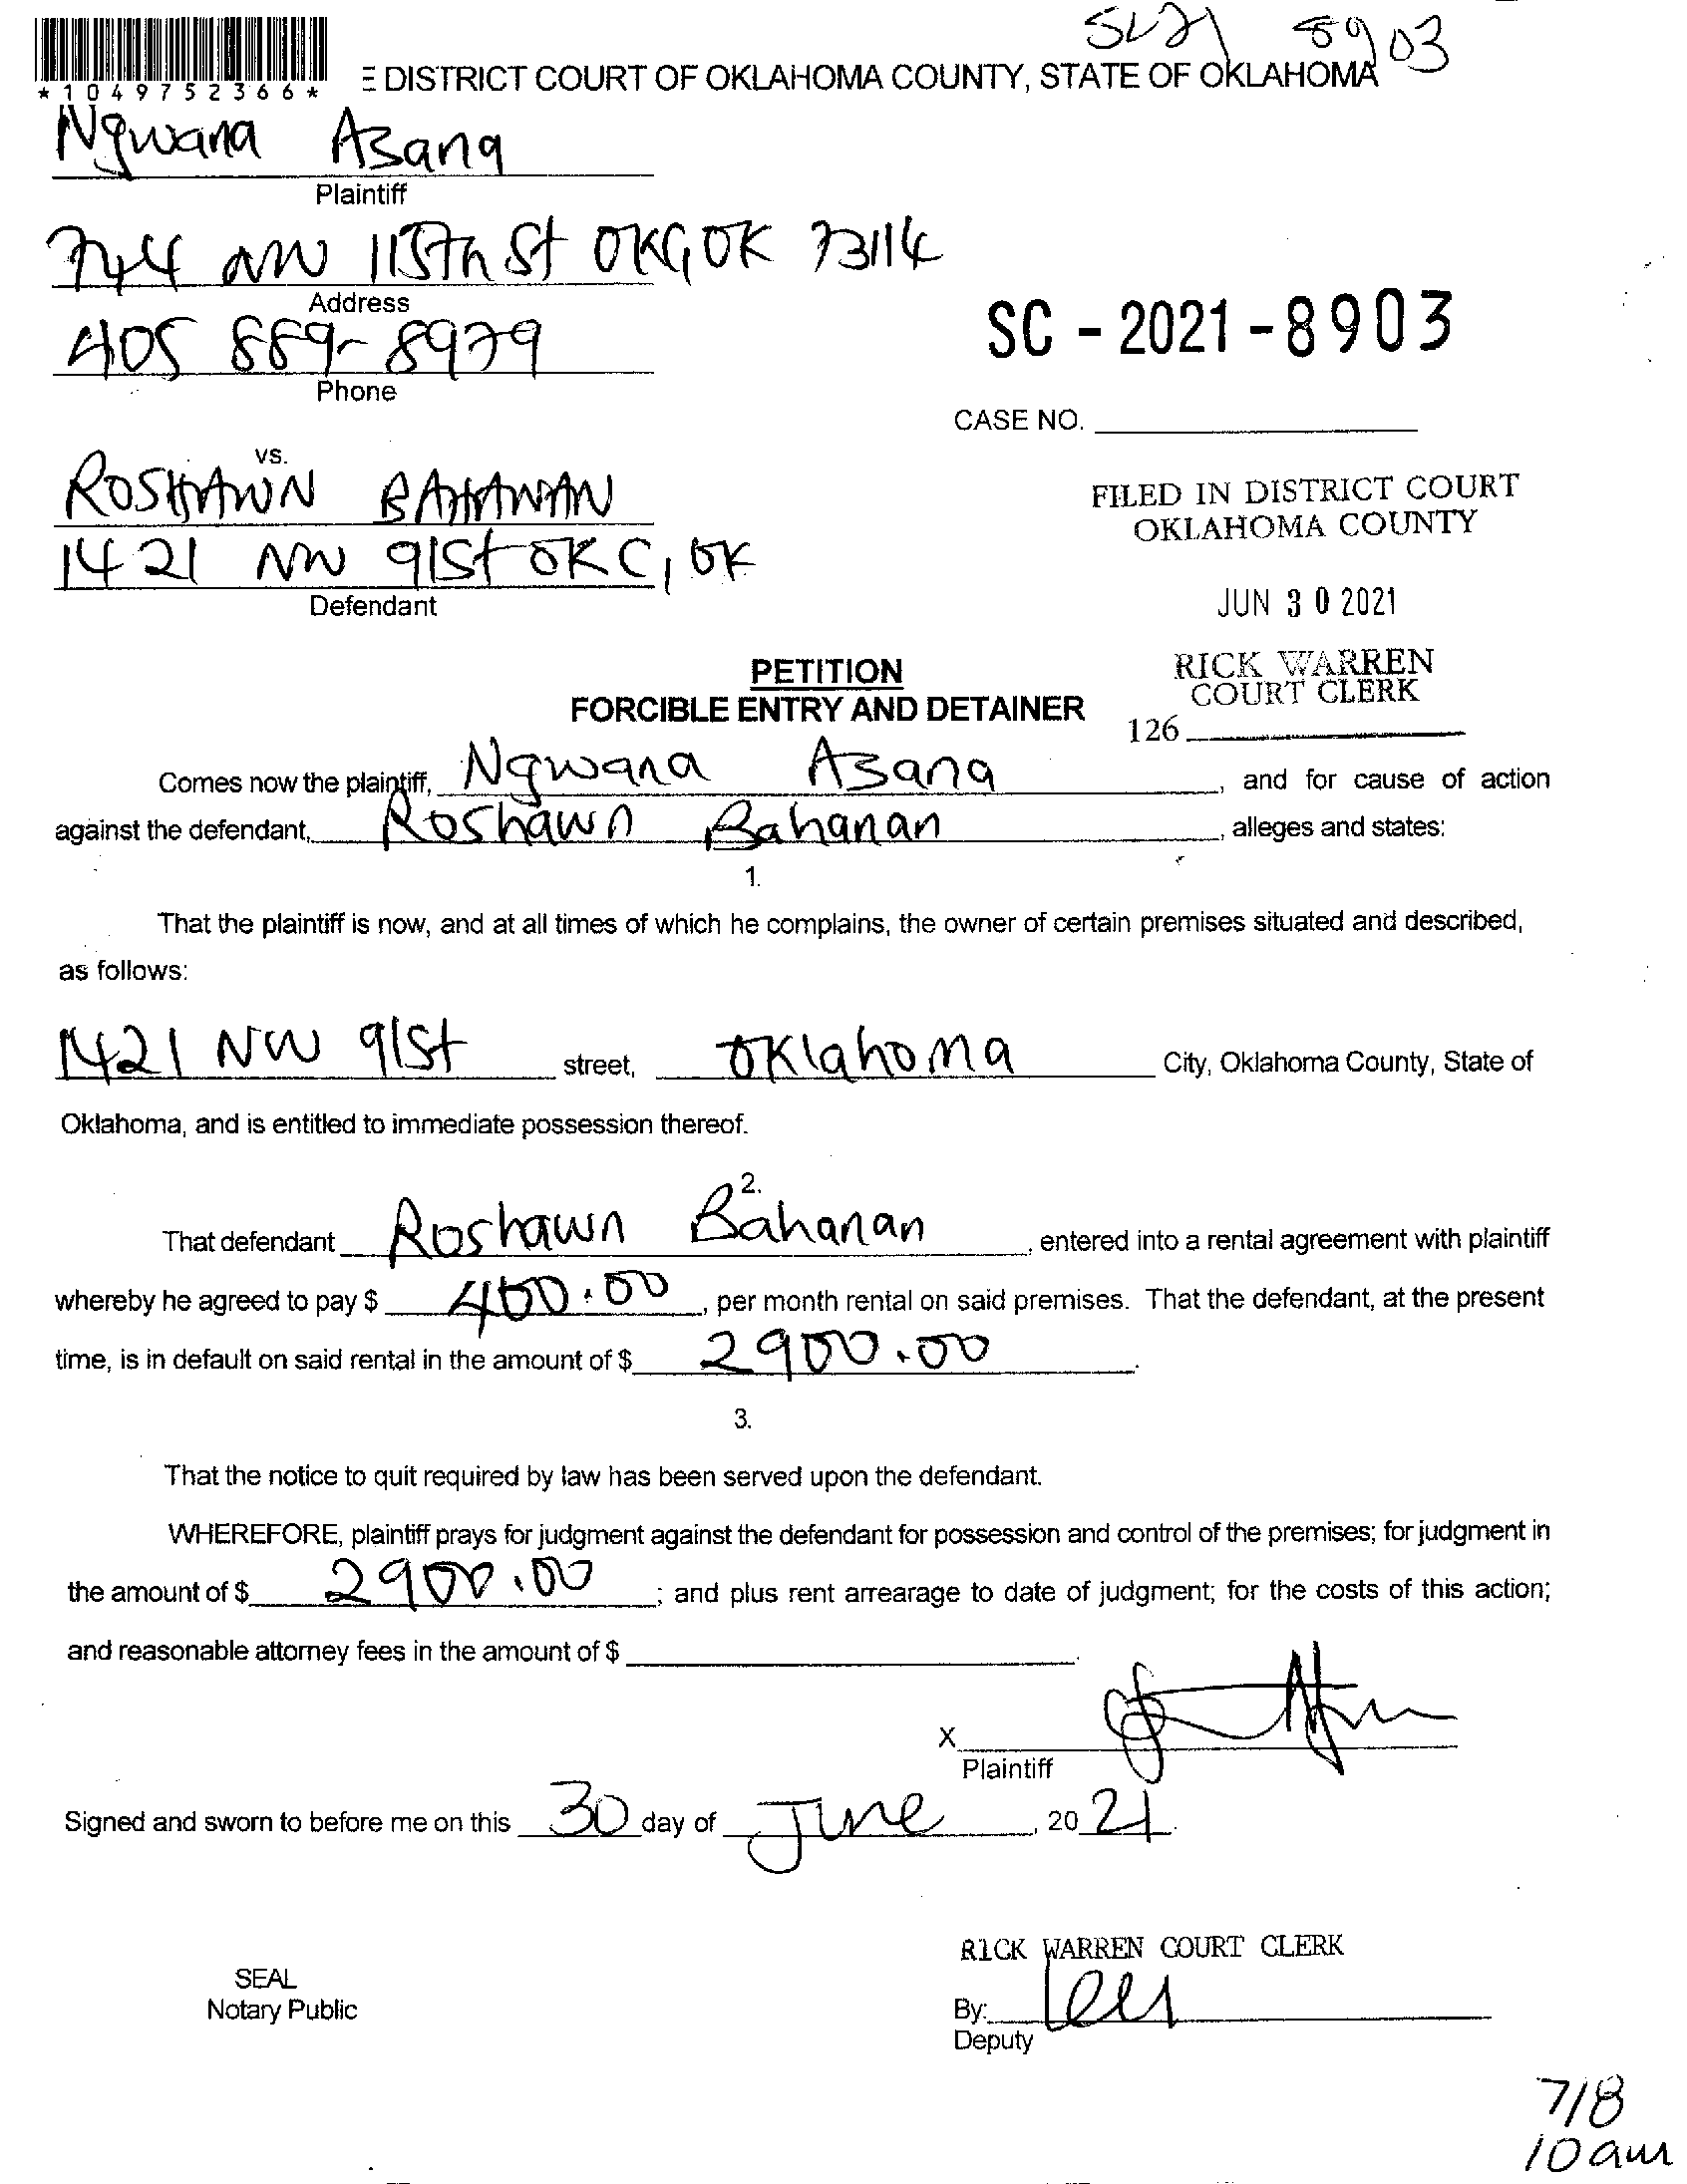 SC21 8903
*1049752366*
E DISTRICT COURT OF OKLAHOMA COUNTY, STATE OF OKLAHOMA
Ngwana Azang
Plaintiff
744 NW 115th St OKC, OK 73114
Address
405 889-8979
Phone
SC - 2021 - 8903
CASE NO.
vs.
ROSHAWN BAHANAN
1421 NW 91St OKC, OK
Defendant
FILED IN DISTRICT COURT
OKLAHOMA COUNTY
JUN 30 2021
RICK WARREN
COURT CLERK
126
PETITION
FORCIBLE ENTRY AND DETAINER
Comes now the plaintiff, Ngwana Azang, and for cause of action
against the defendant, Roshawn Bahanan, alleges and states:
1.
That the plaintiff is now, and at all times of which he complains, the owner of certain premises situated and described,
as follows:
1421 NW 91St street, Oklahoma City, Oklahoma County, State of
Oklahoma, and is entitled to immediate possession thereof.
2.
That defendant Roshawn Bahanan, entered into a rental agreement with plaintiff
whereby he agreed to pay $ 400.00, per month rental on said premises. That the defendant, at the present
time, is in default on said rental in the amount of $ 2900.00.
3.
That the notice to quit required by law has been served upon the defendant.
WHEREFORE, plaintiff prays for judgment against the defendant for possession and control of the premises; for judgment in
the amount of $ 2900.00; and plus rent arrearage to date of judgment; for the costs of this action;
and reasonable attorney fees in the amount of $ .
X
Plaintiff
Signed and sworn to before me on this 30 day of June, 20 21.
RICK WARREN COURT CLERK
SEAL
Notary Public
By:
Deputy
7/8
10 am